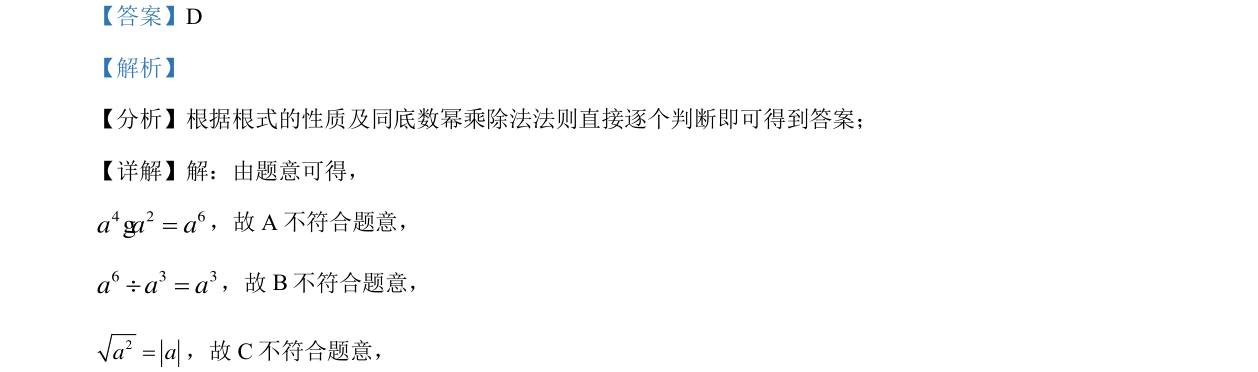 【答案】D
【解析】
【分析】根据根式的性质及同底数幂乘除法法则直接逐个判断即可得到答案；
【详解】解：由题意可得，
a⁴ga² = a⁶，故 A 不符合题意，
a⁶ ÷ a³ = a³，故 B 不符合题意，
√a² = |a|，故 C 不符合题意，